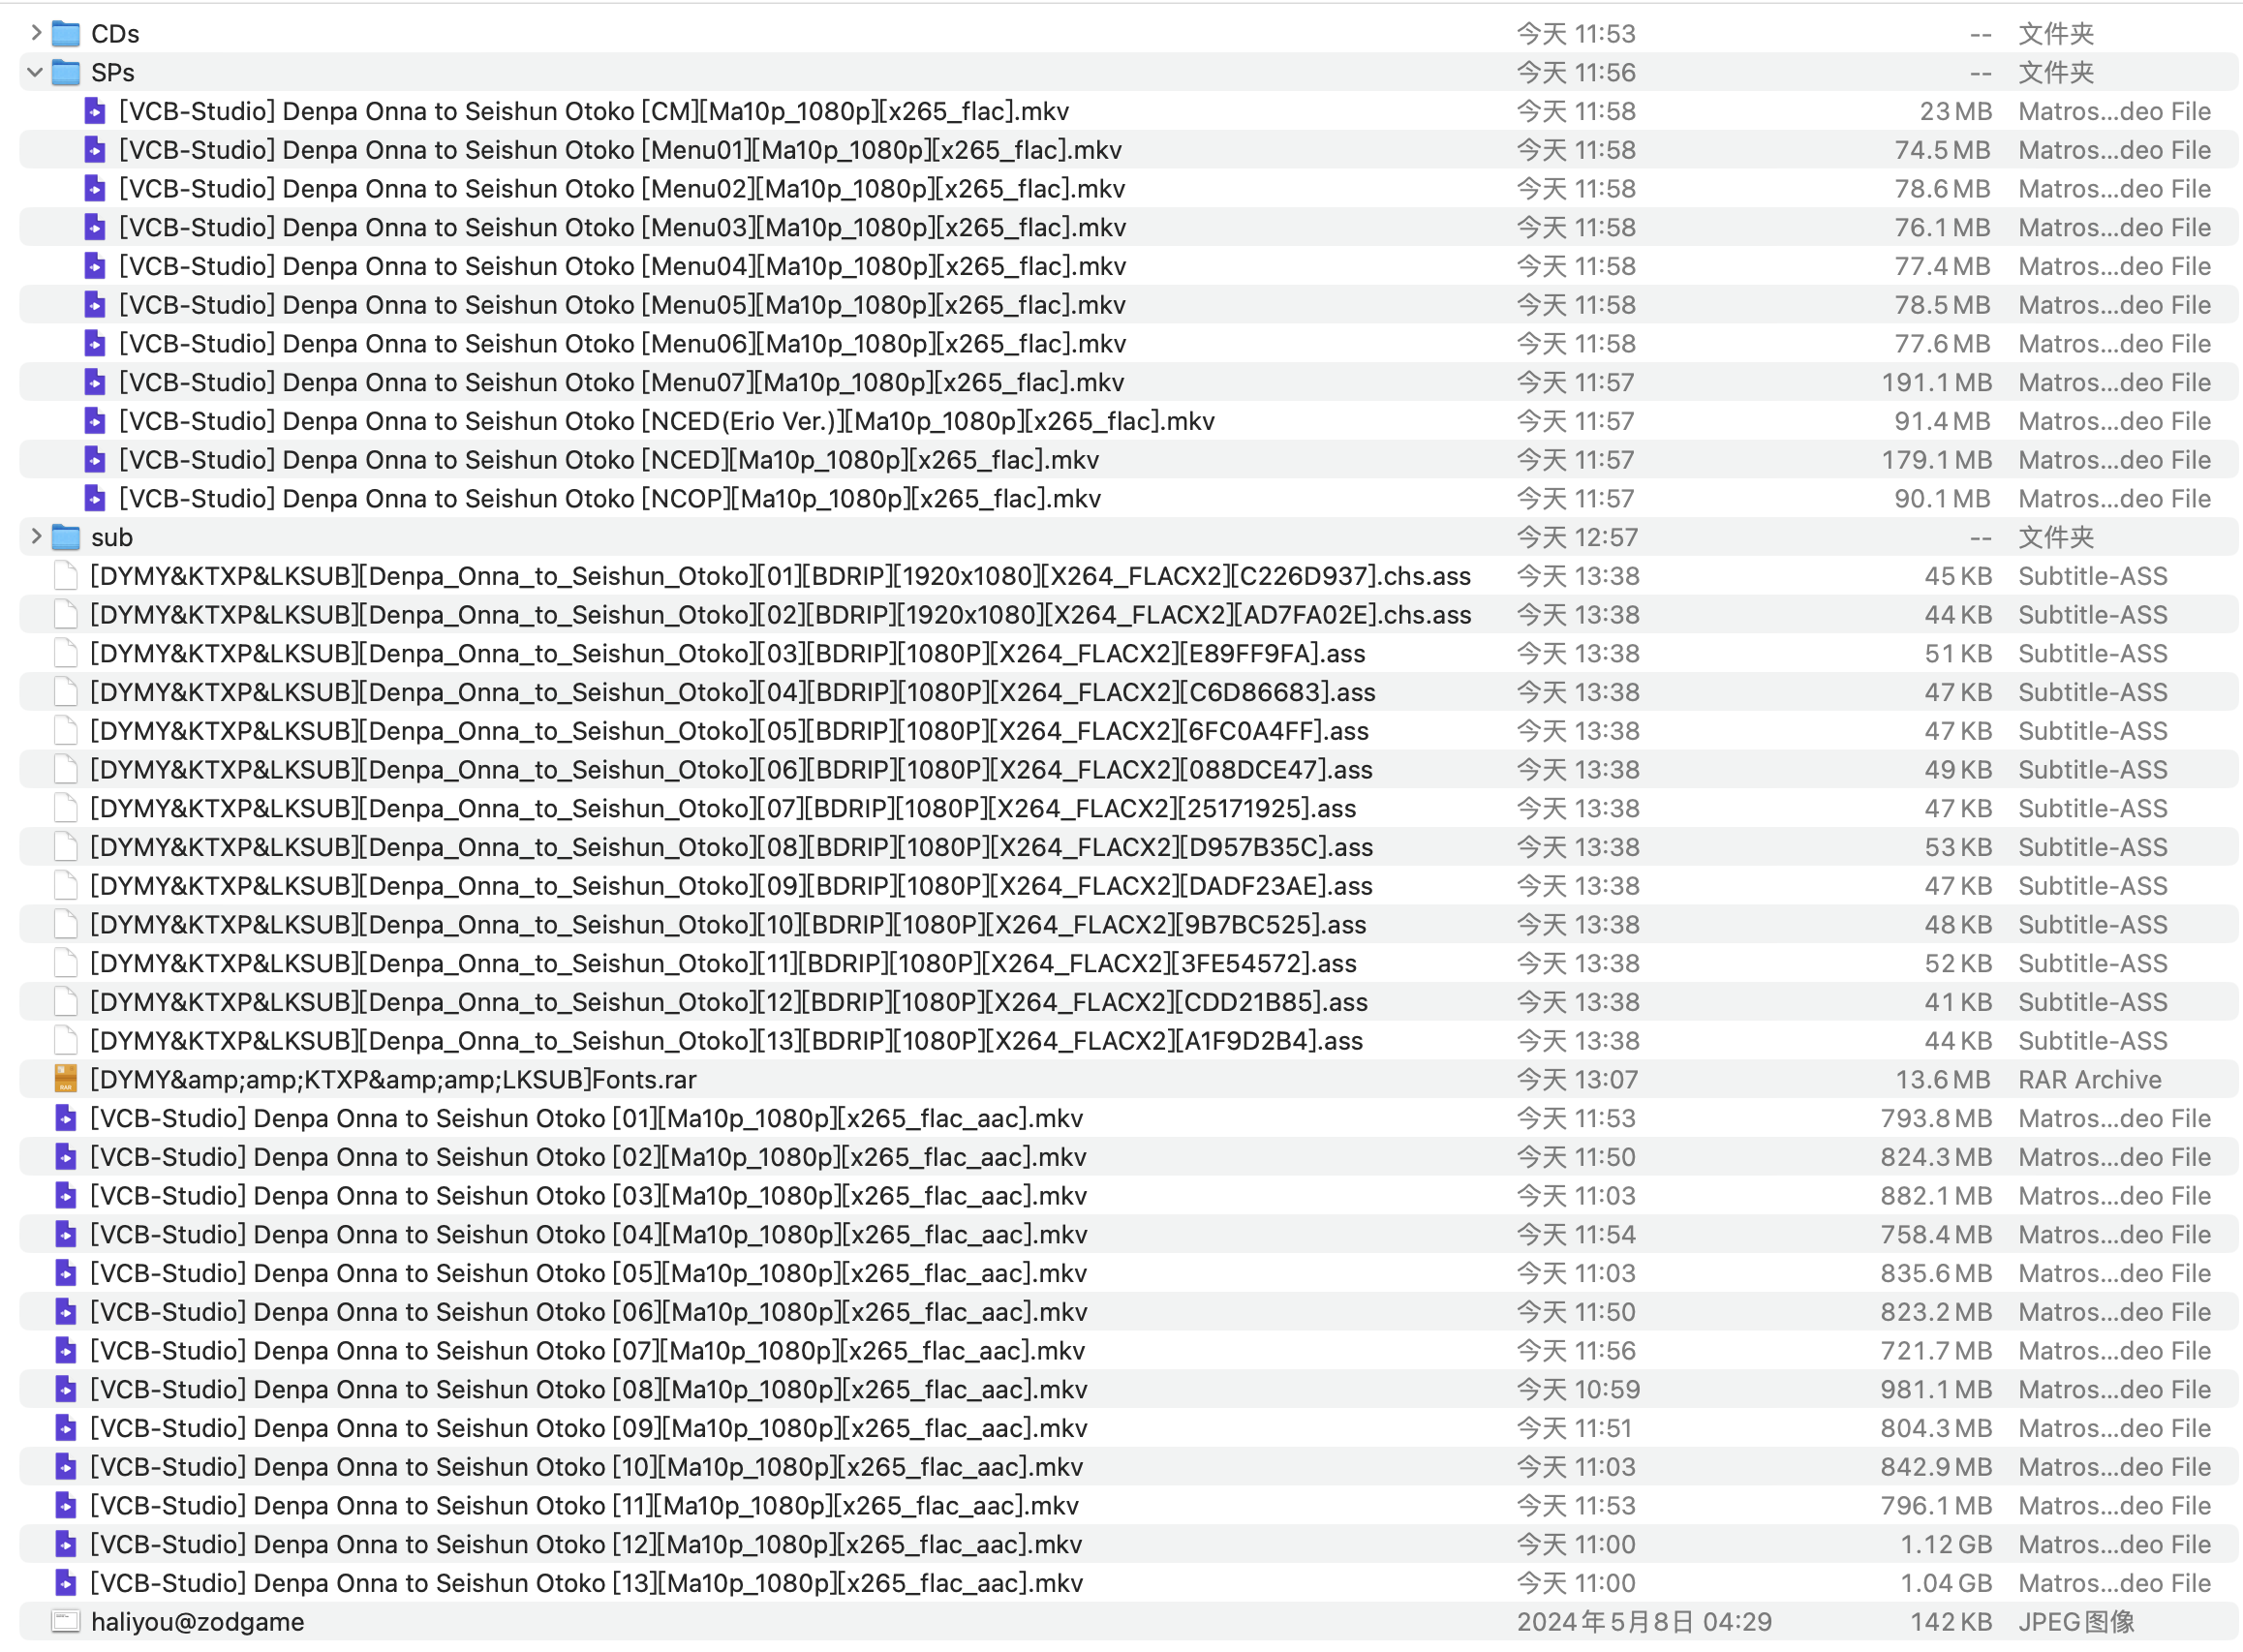 CDs 今天 11:53 -- 文件夹
SPs 今天 11:56 -- 文件夹
[VCB-Studio] Denpa Onna to Seishun Otoko [CM][Ma10p_1080p][x265_flac].mkv 今天 11:58 23 MB Matros...deo File
[VCB-Studio] Denpa Onna to Seishun Otoko [Menu01][Ma10p_1080p][x265_flac].mkv 今天 11:58 74.5 MB Matros...deo File
[VCB-Studio] Denpa Onna to Seishun Otoko [Menu02][Ma10p_1080p][x265_flac].mkv 今天 11:58 78.6 MB Matros...deo File
[VCB-Studio] Denpa Onna to Seishun Otoko [Menu03][Ma10p_1080p][x265_flac].mkv 今天 11:58 76.1 MB Matros...deo File
[VCB-Studio] Denpa Onna to Seishun Otoko [Menu04][Ma10p_1080p][x265_flac].mkv 今天 11:58 77.4 MB Matros...deo File
[VCB-Studio] Denpa Onna to Seishun Otoko [Menu05][Ma10p_1080p][x265_flac].mkv 今天 11:58 78.5 MB Matros...deo File
[VCB-Studio] Denpa Onna to Seishun Otoko [Menu06][Ma10p_1080p][x265_flac].mkv 今天 11:58 77.6 MB Matros...deo File
[VCB-Studio] Denpa Onna to Seishun Otoko [Menu07][Ma10p_1080p][x265_flac].mkv 今天 11:57 191.1 MB Matros...deo File
[VCB-Studio] Denpa Onna to Seishun Otoko [NCED(Erio Ver.)][Ma10p_1080p][x265_flac].mkv 今天 11:57 91.4 MB Matros...deo File
[VCB-Studio] Denpa Onna to Seishun Otoko [NCED][Ma10p_1080p][x265_flac].mkv 今天 11:57 179.1 MB Matros...deo File
[VCB-Studio] Denpa Onna to Seishun Otoko [NCOP][Ma10p_1080p][x265_flac].mkv 今天 11:57 90.1 MB Matros...deo File
sub 今天 12:57 -- 文件夹
[DYMY&KTXP&LKSUB][Denpa_Onna_to_Seishun_Otoko][01][BDRIP][1920x1080][X264_FLACX2][C226D937].chs.ass 今天 13:38 45 KB Subtitle-ASS
[DYMY&KTXP&LKSUB][Denpa_Onna_to_Seishun_Otoko][02][BDRIP][1920x1080][X264_FLACX2][AD7FA02E].chs.ass 今天 13:38 44 KB Subtitle-ASS
[DYMY&KTXP&LKSUB][Denpa_Onna_to_Seishun_Otoko][03][BDRIP][1080P][X264_FLACX2][E89FF9FA].ass 今天 13:38 51 KB Subtitle-ASS
[DYMY&KTXP&LKSUB][Denpa_Onna_to_Seishun_Otoko][04][BDRIP][1080P][X264_FLACX2][C6D86683].ass 今天 13:38 47 KB Subtitle-ASS
[DYMY&KTXP&LKSUB][Denpa_Onna_to_Seishun_Otoko][05][BDRIP][1080P][X264_FLACX2][6FC0A4FF].ass 今天 13:38 47 KB Subtitle-ASS
[DYMY&KTXP&LKSUB][Denpa_Onna_to_Seishun_Otoko][06][BDRIP][1080P][X264_FLACX2][088DCE47].ass 今天 13:38 49 KB Subtitle-ASS
[DYMY&KTXP&LKSUB][Denpa_Onna_to_Seishun_Otoko][07][BDRIP][1080P][X264_FLACX2][25171925].ass 今天 13:38 47 KB Subtitle-ASS
[DYMY&KTXP&LKSUB][Denpa_Onna_to_Seishun_Otoko][08][BDRIP][1080P][X264_FLACX2][D957B35C].ass 今天 13:38 53 KB Subtitle-ASS
[DYMY&KTXP&LKSUB][Denpa_Onna_to_Seishun_Otoko][09][BDRIP][1080P][X264_FLACX2][DADF23AE].ass 今天 13:38 47 KB Subtitle-ASS
[DYMY&KTXP&LKSUB][Denpa_Onna_to_Seishun_Otoko][10][BDRIP][1080P][X264_FLACX2][9B7BC525].ass 今天 13:38 48 KB Subtitle-ASS
[DYMY&KTXP&LKSUB][Denpa_Onna_to_Seishun_Otoko][11][BDRIP][1080P][X264_FLACX2][3FE54572].ass 今天 13:38 52 KB Subtitle-ASS
[DYMY&KTXP&LKSUB][Denpa_Onna_to_Seishun_Otoko][12][BDRIP][1080P][X264_FLACX2][CDD21B85].ass 今天 13:38 41 KB Subtitle-ASS
[DYMY&KTXP&LKSUB][Denpa_Onna_to_Seishun_Otoko][13][BDRIP][1080P][X264_FLACX2][A1F9D2B4].ass 今天 13:38 44 KB Subtitle-ASS
[DYMY&amp;amp;KTXP&amp;amp;LKSUB]Fonts.rar 今天 13:07 13.6 MB RAR Archive
[VCB-Studio] Denpa Onna to Seishun Otoko [01][Ma10p_1080p][x265_flac_aac].mkv 今天 11:53 793.8 MB Matros...deo File
[VCB-Studio] Denpa Onna to Seishun Otoko [02][Ma10p_1080p][x265_flac_aac].mkv 今天 11:50 824.3 MB Matros...deo File
[VCB-Studio] Denpa Onna to Seishun Otoko [03][Ma10p_1080p][x265_flac_aac].mkv 今天 11:03 882.1 MB Matros...deo File
[VCB-Studio] Denpa Onna to Seishun Otoko [04][Ma10p_1080p][x265_flac_aac].mkv 今天 11:54 758.4 MB Matros...deo File
[VCB-Studio] Denpa Onna to Seishun Otoko [05][Ma10p_1080p][x265_flac_aac].mkv 今天 11:03 835.6 MB Matros...deo File
[VCB-Studio] Denpa Onna to Seishun Otoko [06][Ma10p_1080p][x265_flac_aac].mkv 今天 11:50 823.2 MB Matros...deo File
[VCB-Studio] Denpa Onna to Seishun Otoko [07][Ma10p_1080p][x265_flac_aac].mkv 今天 11:56 721.7 MB Matros...deo File
[VCB-Studio] Denpa Onna to Seishun Otoko [08][Ma10p_1080p][x265_flac_aac].mkv 今天 10:59 981.1 MB Matros...deo File
[VCB-Studio] Denpa Onna to Seishun Otoko [09][Ma10p_1080p][x265_flac_aac].mkv 今天 11:51 804.3 MB Matros...deo File
[VCB-Studio] Denpa Onna to Seishun Otoko [10][Ma10p_1080p][x265_flac_aac].mkv 今天 11:03 842.9 MB Matros...deo File
[VCB-Studio] Denpa Onna to Seishun Otoko [11][Ma10p_1080p][x265_flac_aac].mkv 今天 11:53 796.1 MB Matros...deo File
[VCB-Studio] Denpa Onna to Seishun Otoko [12][Ma10p_1080p][x265_flac_aac].mkv 今天 11:00 1.12 GB Matros...deo File
[VCB-Studio] Denpa Onna to Seishun Otoko [13][Ma10p_1080p][x265_flac_aac].mkv 今天 11:00 1.04 GB Matros...deo File
haliyou@zodgame 2024年5月8日 04:29 142 KB JPEG图像